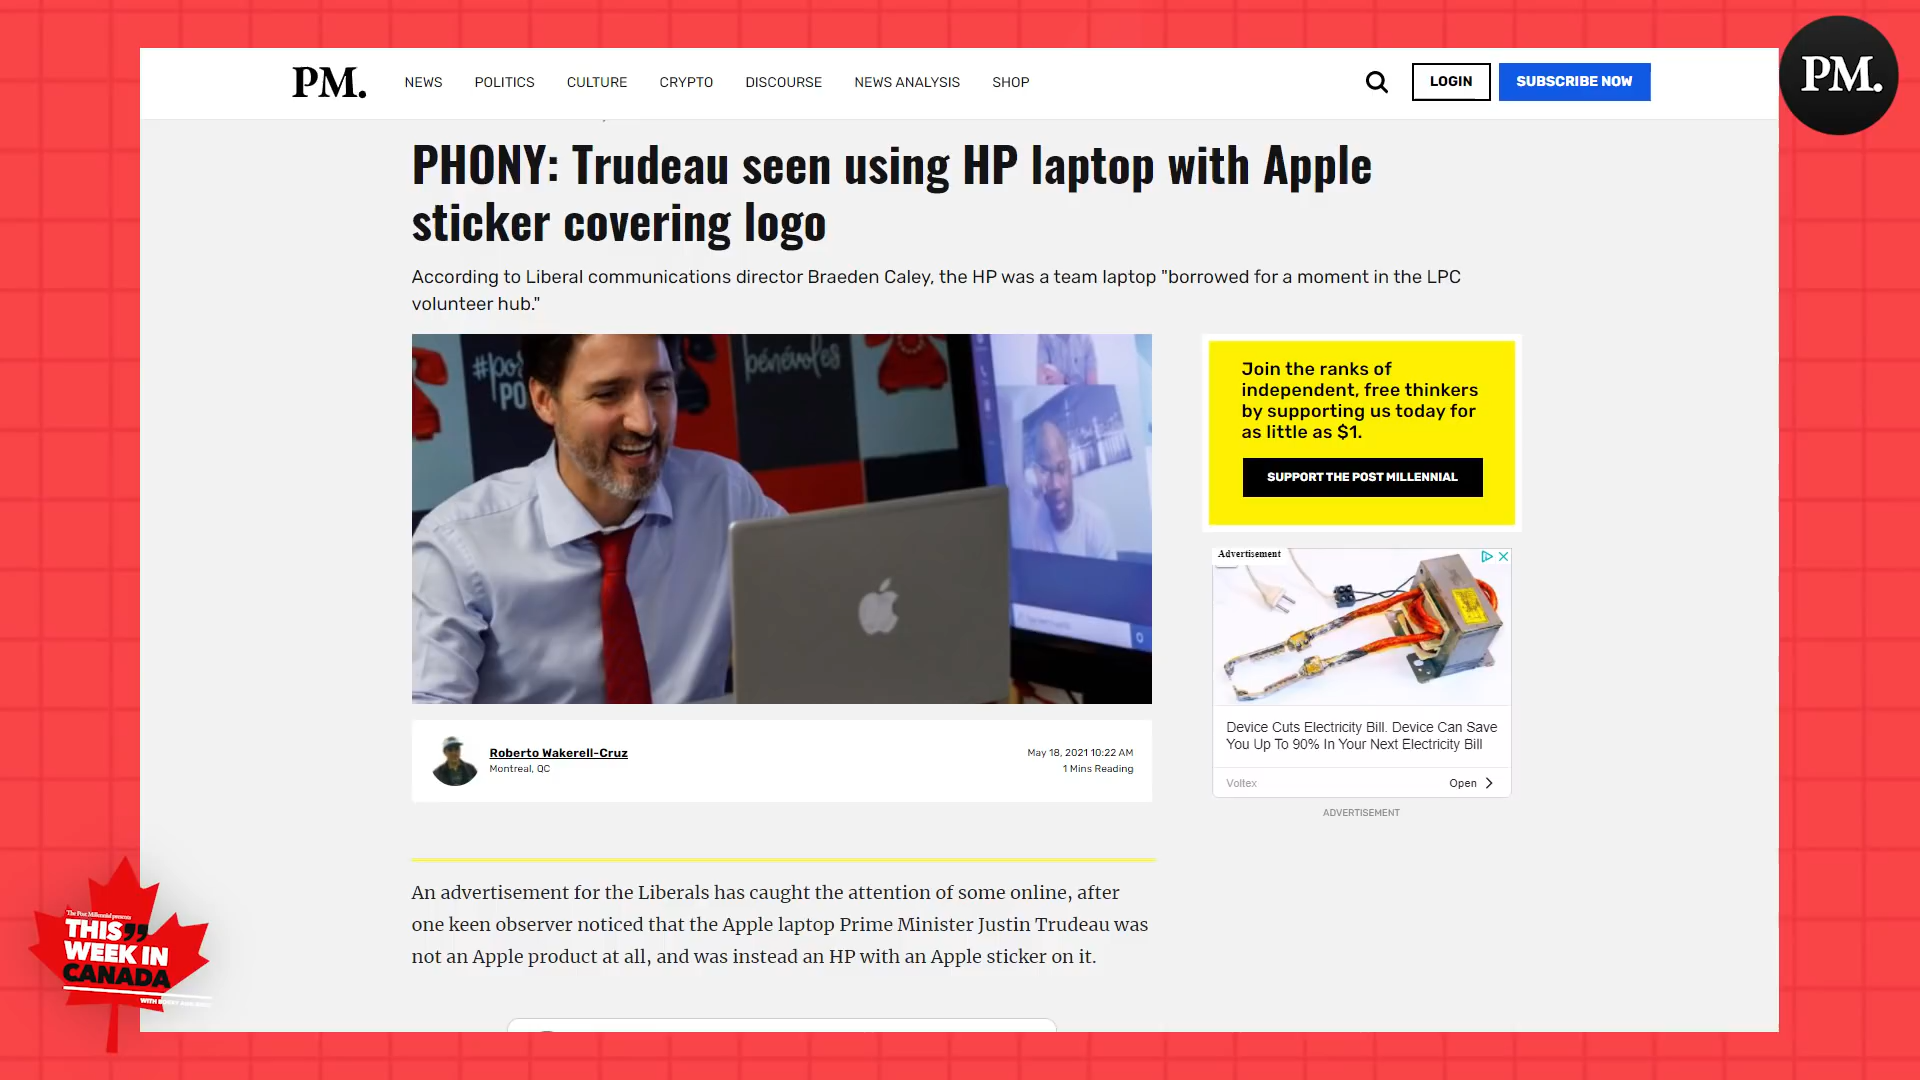 PM.
NEWS
POLITICS
CULTURE
CRYPTO
DISCOURSE
NEWS ANALYSIS
SHOP
LOGIN
SUBSCRIBE NOW
PM.
PHONY: Trudeau seen using HP laptop with Apple
sticker covering logo
According to Liberal communications director Braeden Caley, the HP was a team laptop "borrowed for a moment in the LPC
volunteer hub."
bénévoles
Join the ranks of
independent, free thinkers
by supporting us today for
as little as $1.
SUPPORT THE POST MILLENNIAL
Advertisement
Device Cuts Electricity Bill. Device Can Save
You Up To 90% In Your Next Electricity Bill
Voltex
Open
ADVERTISEMENT
Roberto Wakerell-Cruz
Montreal, QC
May 18, 2021 10:22 AM
1 Mins Reading
An advertisement for the Liberals has caught the attention of some online, after
one keen observer noticed that the Apple laptop Prime Minister Justin Trudeau was
not an Apple product at all, and was instead an HP with an Apple sticker on it.
The Post Millennial presents
THIS
WEEK IN
CANADA